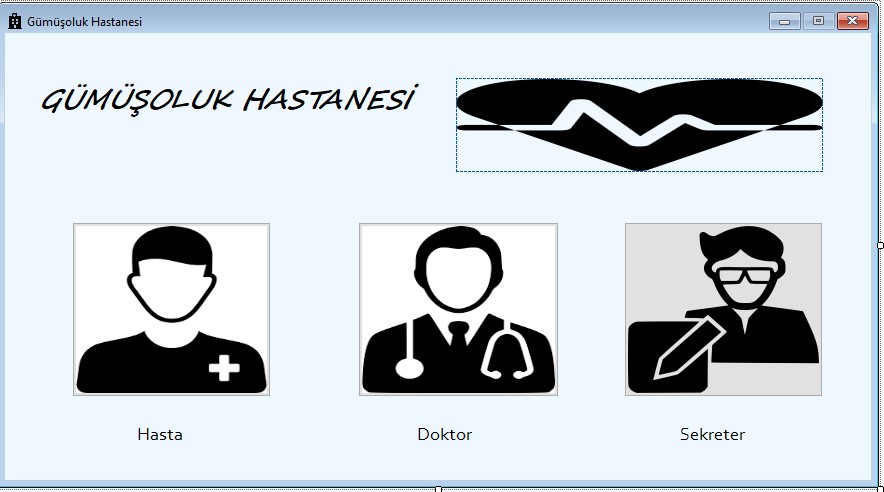 Gümüşoluk Hastanesi
GÜMÜŞOLUK HASTANESİ
Hasta
Doktor
Sekreter